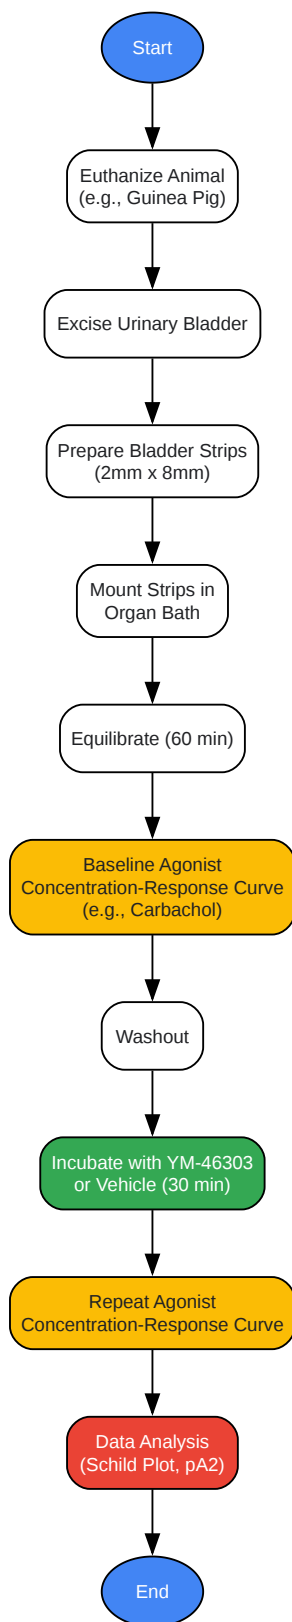 Start
Euthanize Animal
(e.g., Guinea Pig)
Excise Urinary Bladder
Prepare Bladder Strips
(2mm x 8mm)
Mount Strips in
Organ Bath
Equilibrate (60 min)
Baseline Agonist
Concentration-Response Curve
(e.g., Carbachol)
Washout
Incubate with YM-46303
or Vehicle (30 min)
Repeat Agonist
Concentration-Response Curve
Data Analysis
(Schild Plot, pA2)
End